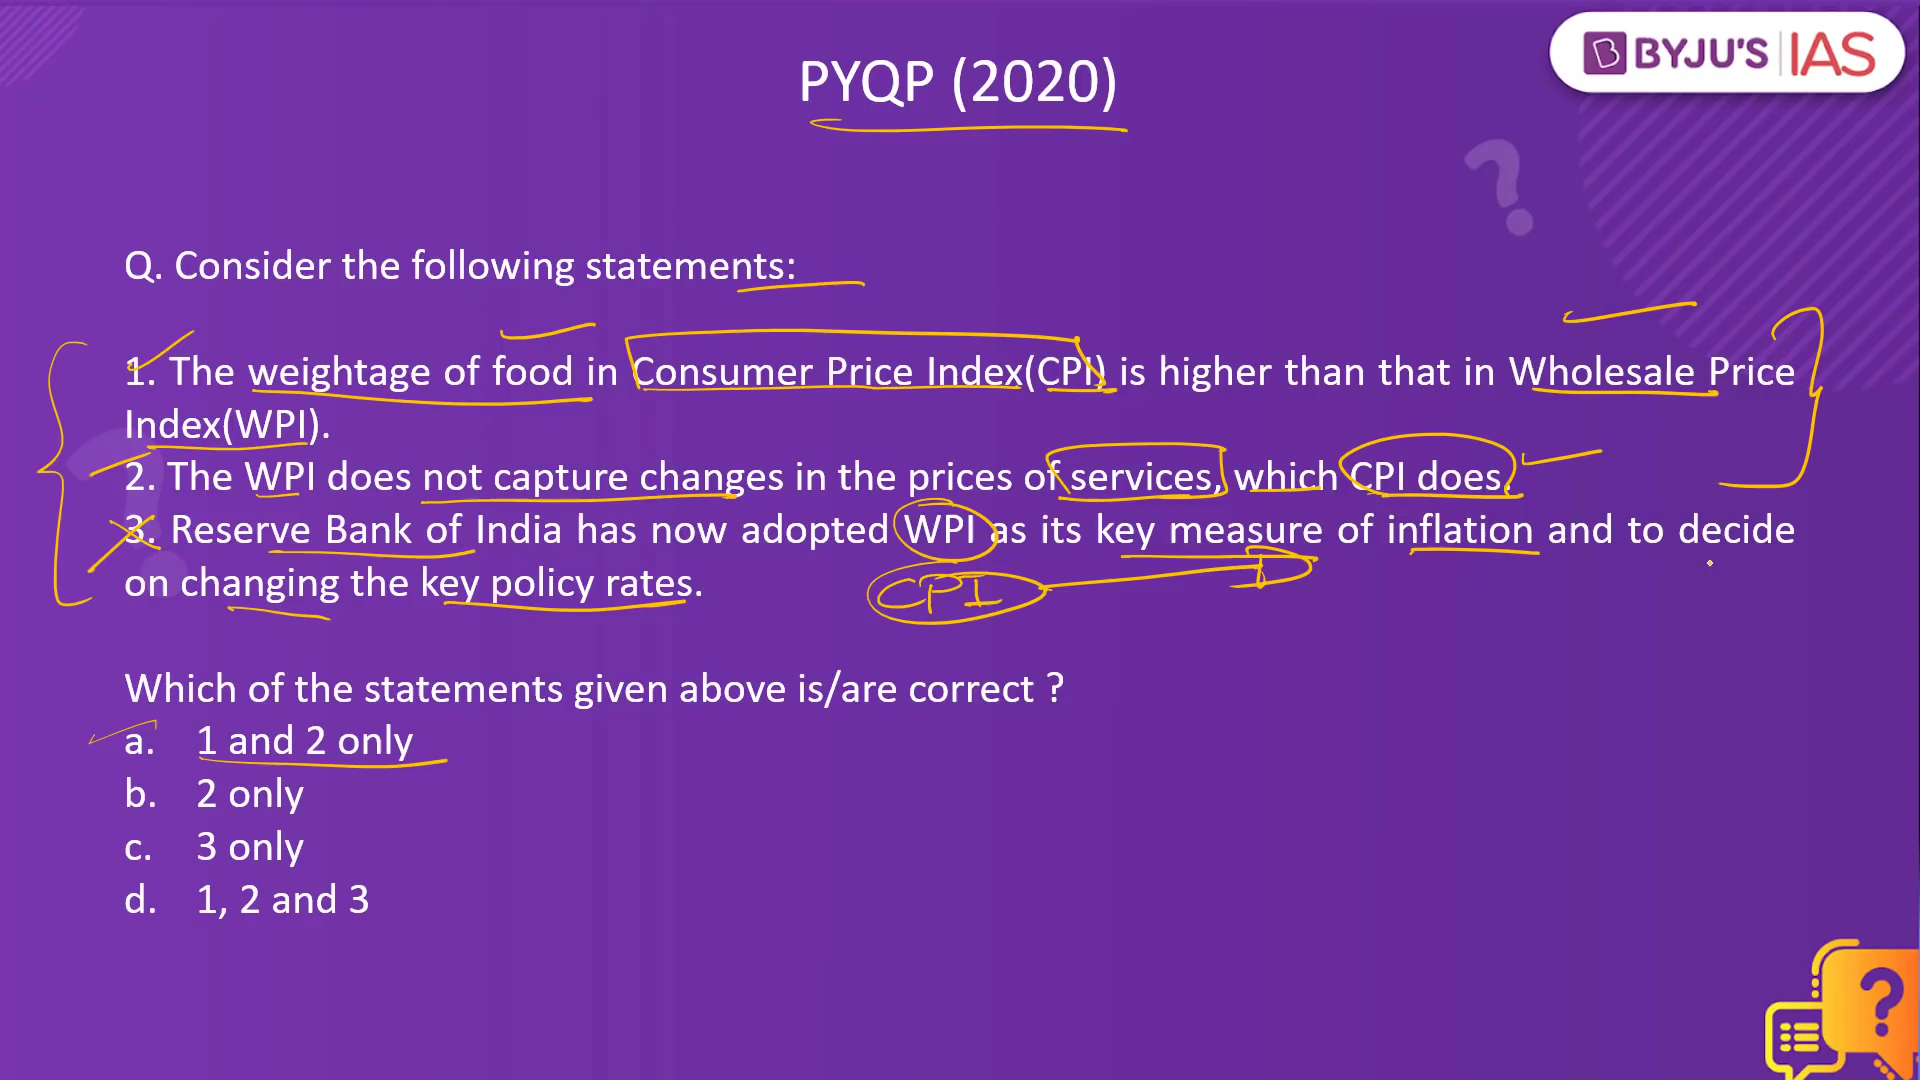 BYJU'S IAS
PYQP (2020)
Q. Consider the following statements:
1. The weightage of food in Consumer Price Index(CPI) is higher than that in Wholesale Price
Index(WPI).
2. The WPI does not capture changes in the prices of services, which CPI does.
3. Reserve Bank of India has now adopted WPI as its key measure of inflation and to decide
on changing the key policy rates.
CPI
Which of the statements given above is/are correct ?
a. 1 and 2 only
b. 2 only
c. 3 only
d. 1, 2 and 3